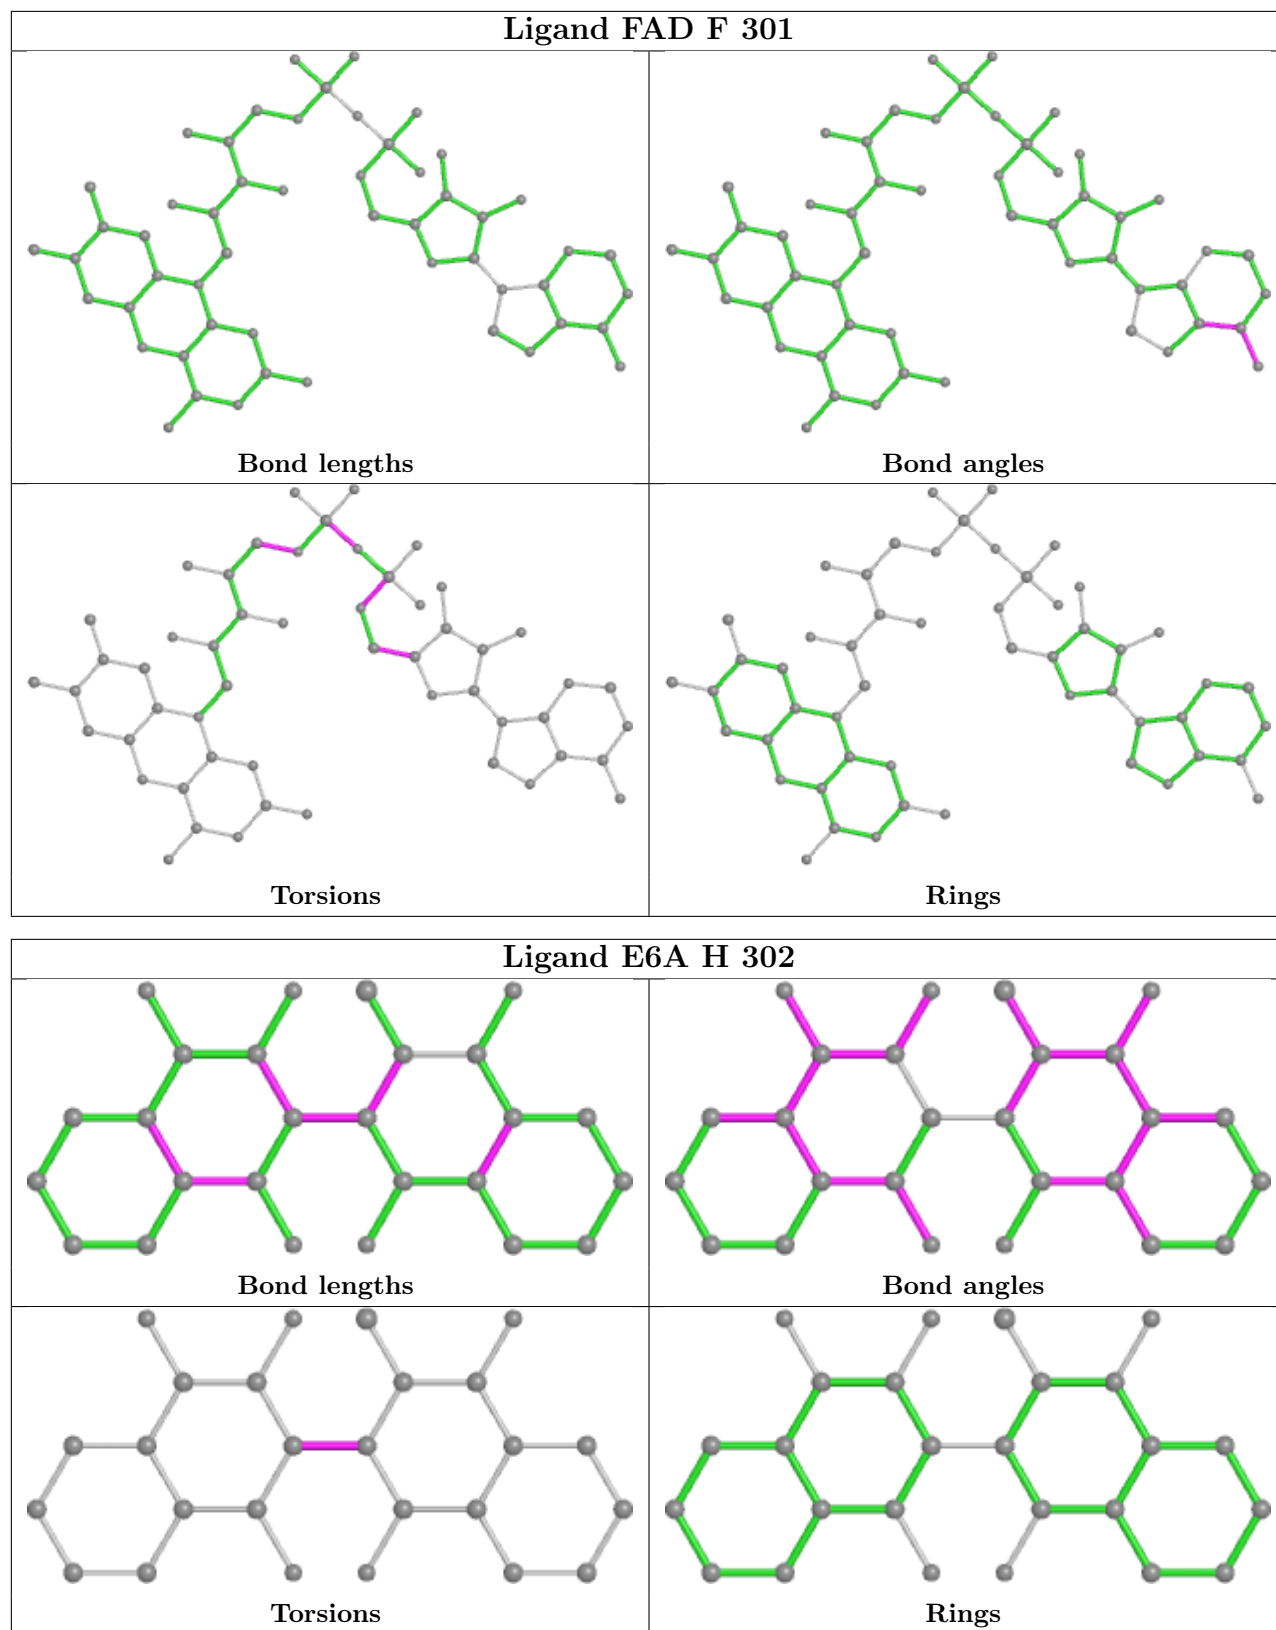 Ligand FAD F 301
Bond lengths
Bond angles
Torsions
Rings
Ligand E6A H 302
Bond lengths
Bond angles
Torsions
Rings